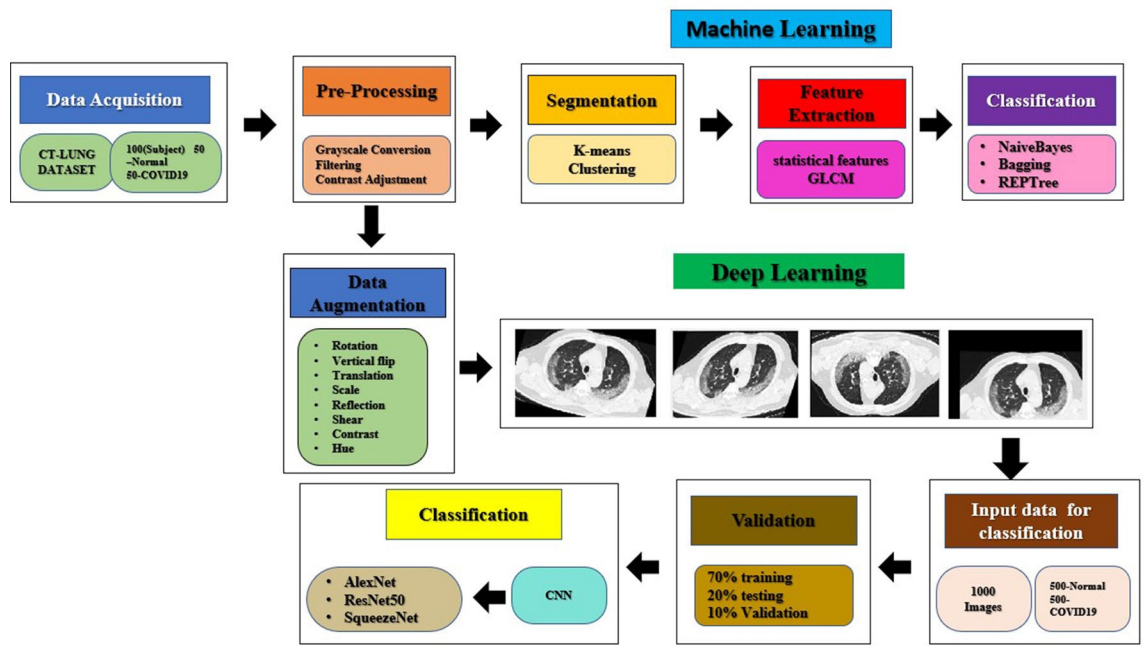 Machine Learning
Data Acquisition
CT-LUNG
DATASET
100(Subject) 50
–Normal
50-COVID19
Pre-Processing
Grayscale Conversion
Filtering
Contrast Adjustment
Segmentation
K-means
Clustering
Feature
Extraction
statistical features
GLCM
Classification
• NaiveBayes
• Bagging
• REPTree
Deep Learning
Data
Augmentation
• Rotation
• Vertical flip
• Translation
• Scale
• Reflection
• Shear
• Contrast
• Hue
Input data for
classification
1000
Images
500-Normal
500-
COVID19
Validation
70% training
20% testing
10% Validation
Classification
CNN
• AlexNet
• ResNet50
• SqueezeNet